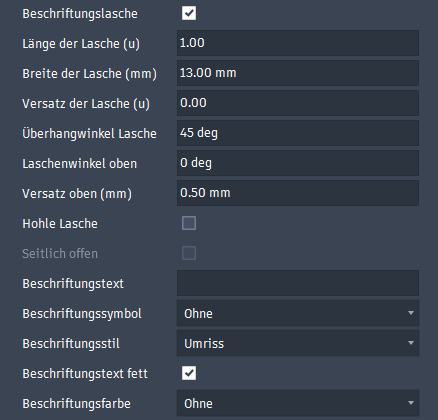 Beschriftungslasche
Länge der Lasche (u) 1.00
Breite der Lasche (mm) 13.00 mm
Versatz der Lasche (u) 0.00
Überhangwinkel Lasche 45 deg
Laschenwinkel oben 0 deg
Versatz oben (mm) 0.50 mm
Hohle Lasche
Seitlich offen
Beschriftungstext
Beschriftungssymbol Ohne
Beschriftungsstil Umriss
Beschriftungstext fett
Beschriftungsfarbe Ohne